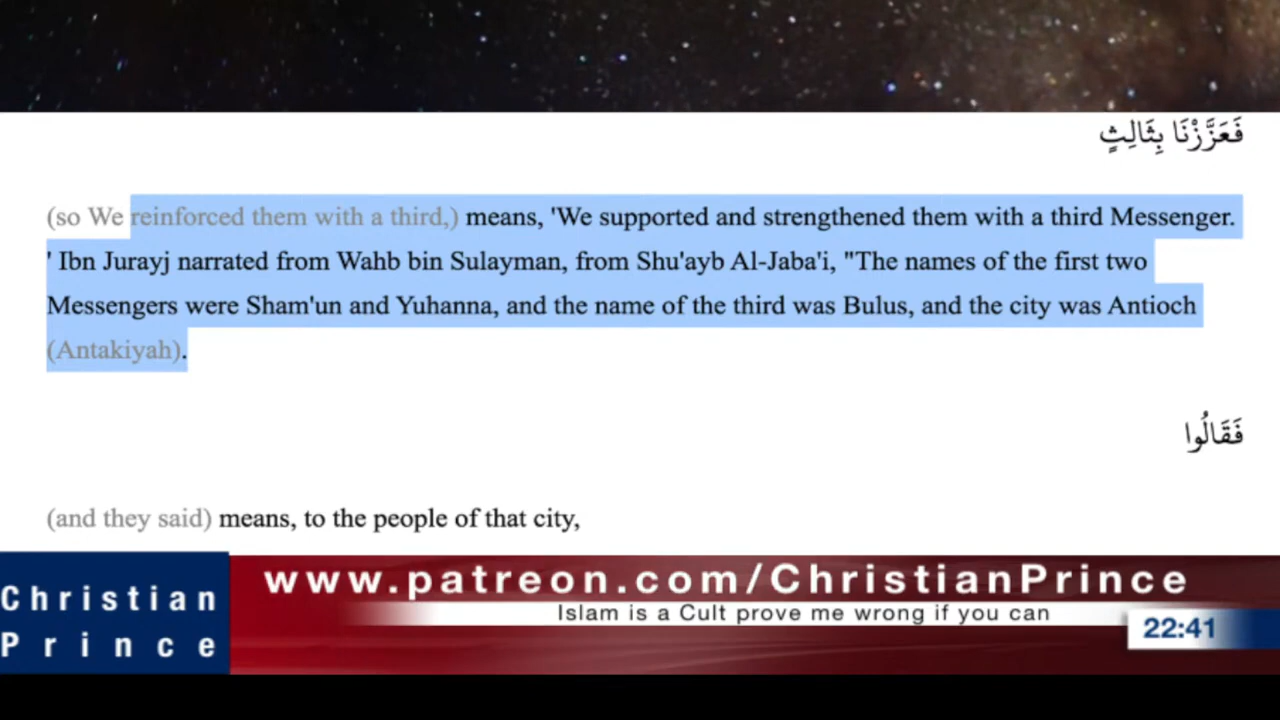 فَعَزَّزْنَا بِثَالِثٍ
(so We reinforced them with a third,) means, 'We supported and strengthened them with a third Messenger.
' Ibn Jurayj narrated from Wahb bin Sulayman, from Shu'ayb Al-Jaba'i, "The names of the first two
Messengers were Sham'un and Yuhanna, and the name of the third was Bulus, and the city was Antioch
(Antakiyah).
فَقَالُوا
(and they said) means, to the people of that city,
www.patreon.com/ChristianPrince
Islam is a Cult prove me wrong if you can
Christian
Prince
22:41